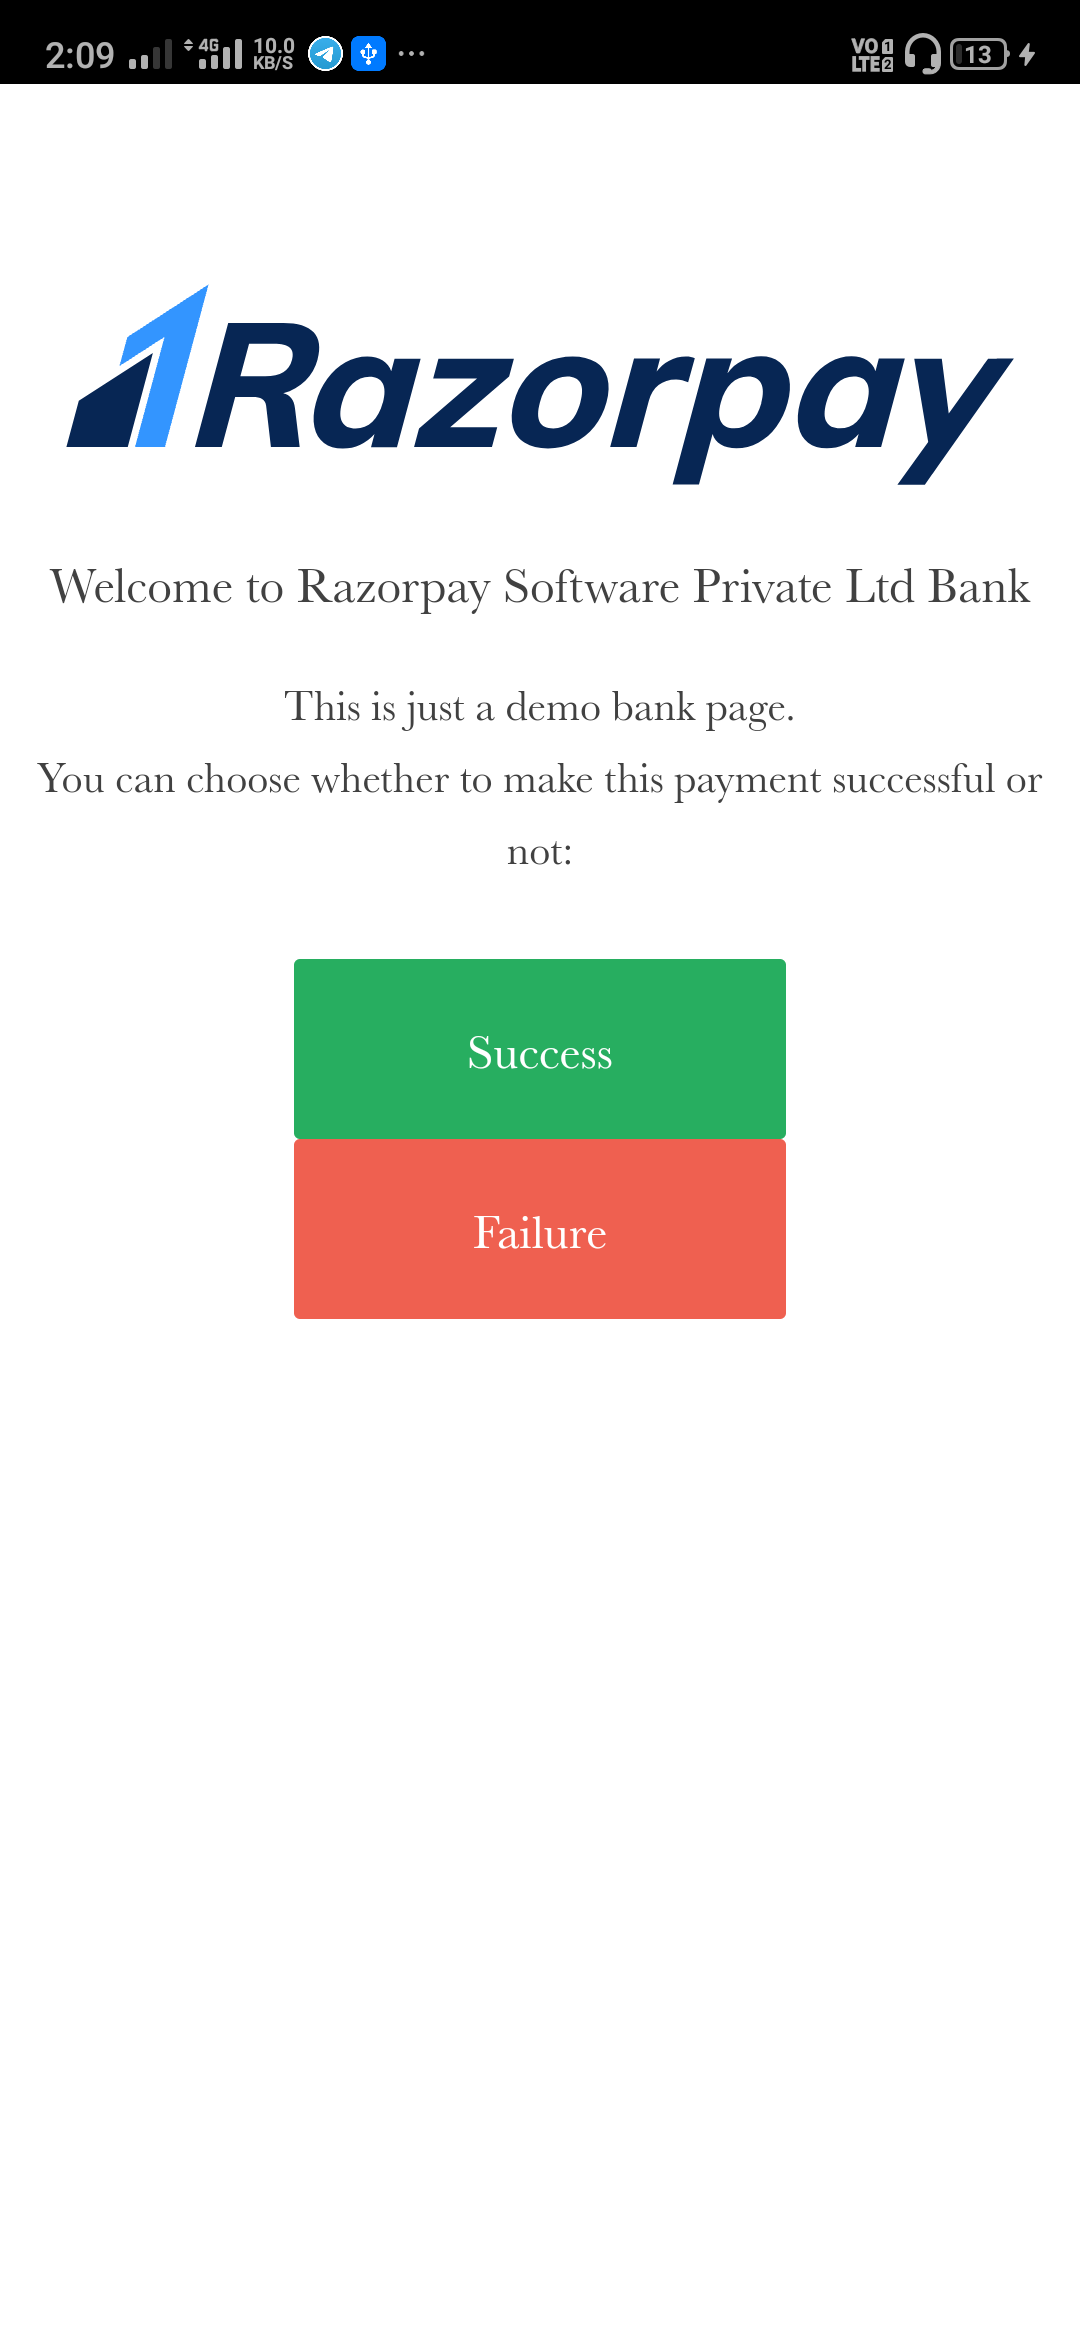 2:09 4G 10.0 KB/S VO LTE 1 2 13
Razorpay
Welcome to Razorpay Software Private Ltd Bank
This is just a demo bank page.
You can choose whether to make this payment successful or
not:
Success
Failure